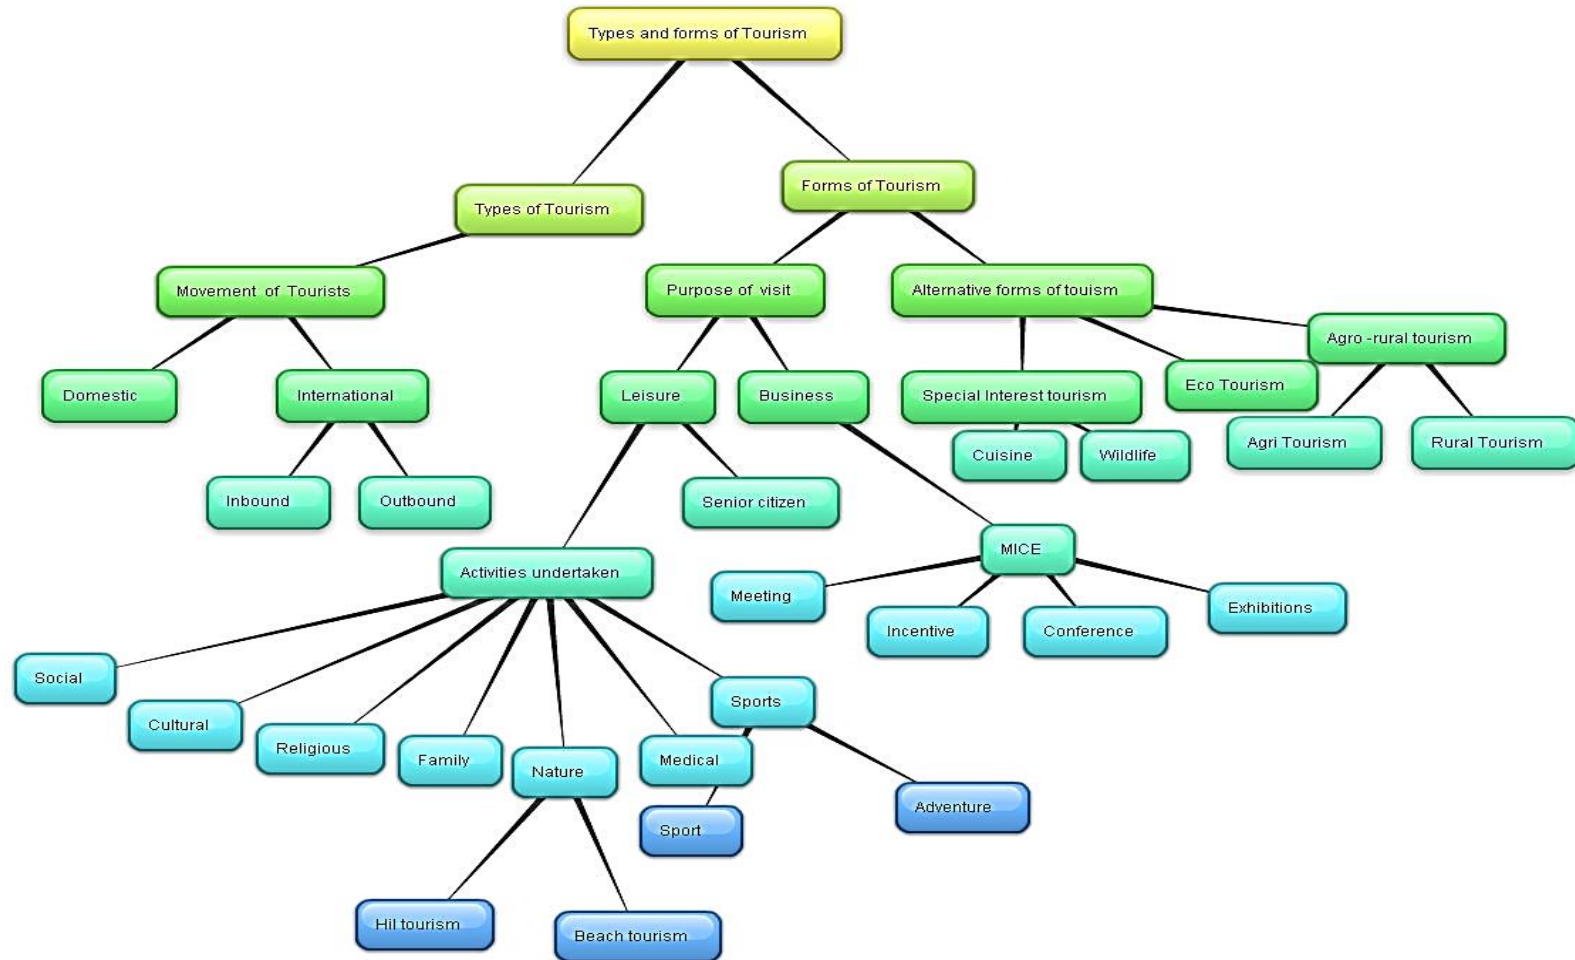 Types and forms of Tourism
Forms of Tourism
Types of Tourism
Movement of Tourists
Purpose of visit
Alternative forms of touism
Agro -rural tourism
Domestic
International
Leisure
Business
Special Interest tourism
Eco Tourism
Agri Tourism
Rural Tourism
Cuisine
Wildlife
Inbound
Outbound
Senior citizen
MICE
Activities undertaken
Meeting
Incentive
Conference
Exhibitions
Social
Cultural
Religious
Family
Nature
Medical
Sports
Sport
Adventure
Hil tourism
Beach tourism